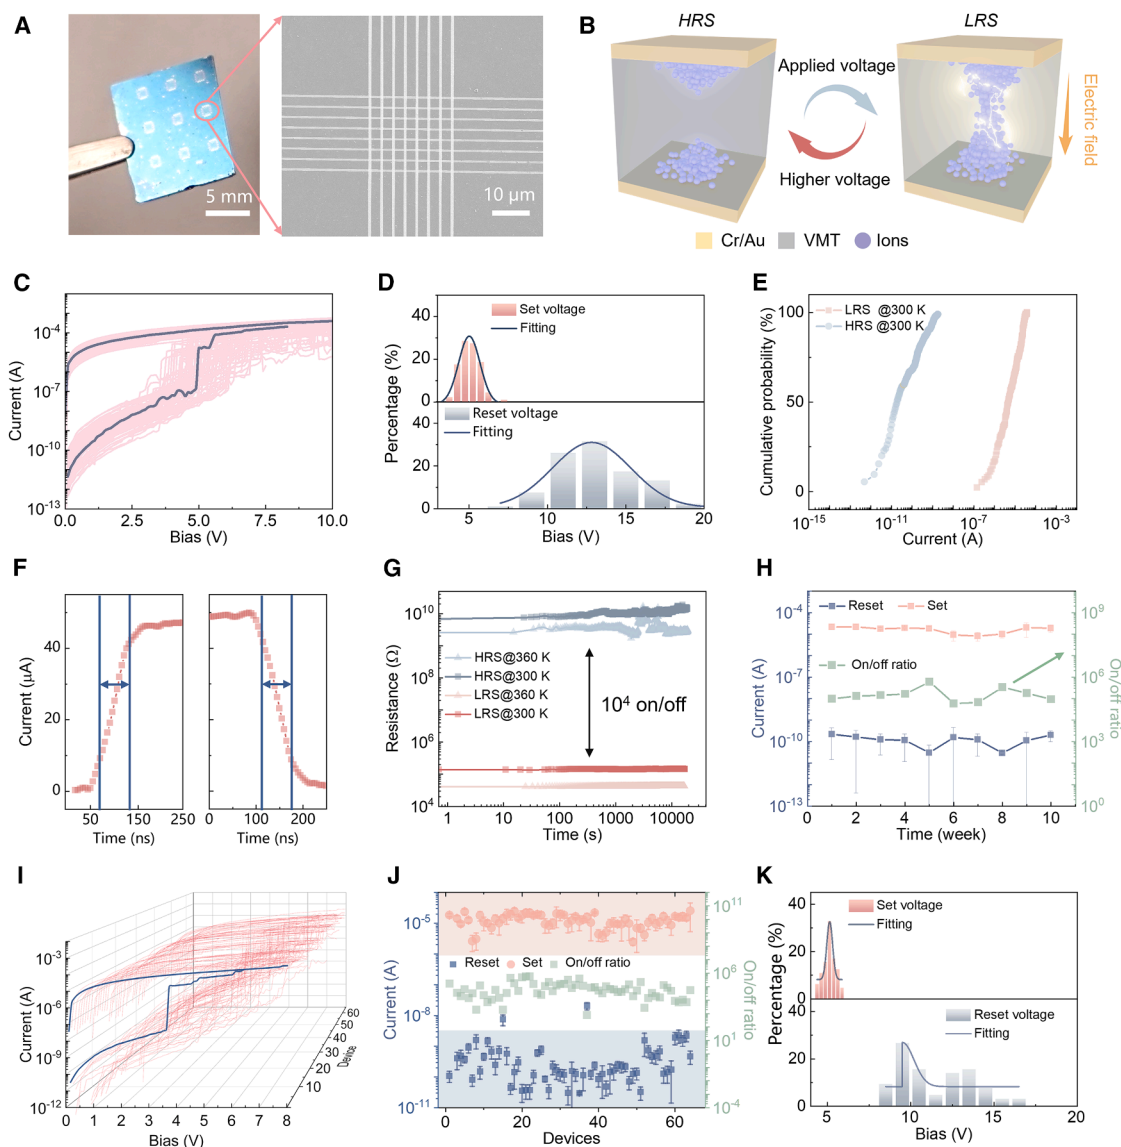 A
5 mm
10 µm
B
HRS
LRS
Applied voltage
Higher voltage
Electric field
Cr/Au
VMT
Ions
C
Current (A)
10⁻⁴
10⁻⁷
10⁻¹⁰
10⁻¹³
0.0 2.5 5.0 7.5 10.0
Bias (V)
D
Percentage (%)
40
20
0
Set voltage
Fitting
40
20
0
Reset voltage
Fitting
5 10 15 20
Bias (V)
E
Cumulative probability (%)
100
50
0
LRS @300 K
HRS @300 K
10⁻¹⁵ 10⁻¹¹ 10⁻⁷ 10⁻³
Current (A)
F
Current (µA)
40
20
0
50 150 250
Time (ns)
0 100 200
Time (ns)
G
Resistance (Ω)
10¹⁰
10⁸
10⁶
10⁴
HRS@360 K
HRS@300 K
LRS@360 K
LRS@300 K
10⁴ on/off
1 10 100 1000 10000
Time (s)
H
Current (A)
10⁻⁴
10⁻⁷
10⁻¹⁰
10⁻¹³
Reset
Set
On/off ratio
10⁹
10⁶
10³
10⁰
On/off ratio
0 2 4 6 8 10
Time (week)
I
Current (A)
10⁻³
10⁻⁶
10⁻⁹
10⁻¹²
0 1 2 3 4 5 6 7 8
Bias (V)
60
50
40
30
20
10
Device
J
Current (A)
10⁻⁵
10⁻⁸
10⁻¹¹
Reset
Set
On/off ratio
10¹¹
10⁶
10¹
10⁻⁴
On/off ratio
0 20 40 60
Devices
K
Percentage (%)
40
20
0
Set voltage
Fitting
40
20
0
Reset voltage
Fitting
5 10 15 20
Bias (V)